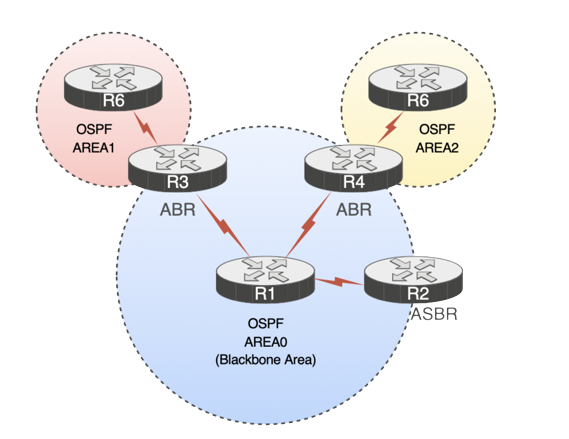 R6
R6
OSPF
AREA1
OSPF
AREA2
R3
R4
ABR
ABR
R1
R2
ASBR
OSPF
AREA0
(Blackbone Area)